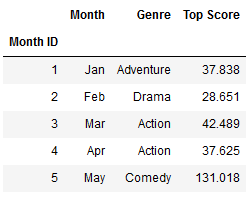 Month Genre Top Score
Month ID
1 Jan Adventure 37.838
2 Feb Drama 28.651
3 Mar Action 42.489
4 Apr Action 37.625
5 May Comedy 131.018